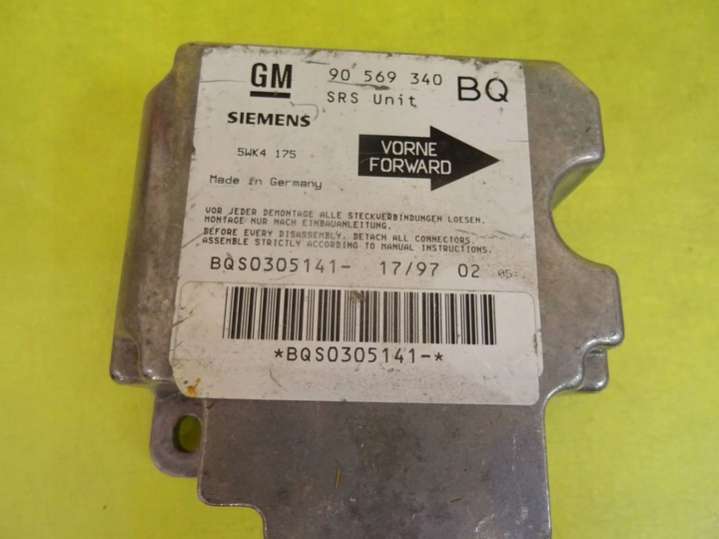 GM 90 569 340 BQ
SRS Unit
SIEMENS
VORNE
FORWARD
5WK4 175
Made in Germany
VOR JEDER DEMONTAGE ALLE STECKVERBINDUNGEN LOESEN.
MONTAGE NUR NACH EINBAUANLEITUNG.
BEFORE EVERY DISASSEMBLY, DETACH ALL CONNECTORS.
ASSEMBLE STRICTLY ACCORDING TO MANUAL INSTRUCTIONS.
BQS0305141- 17/97 02 05
*BQS0305141-*